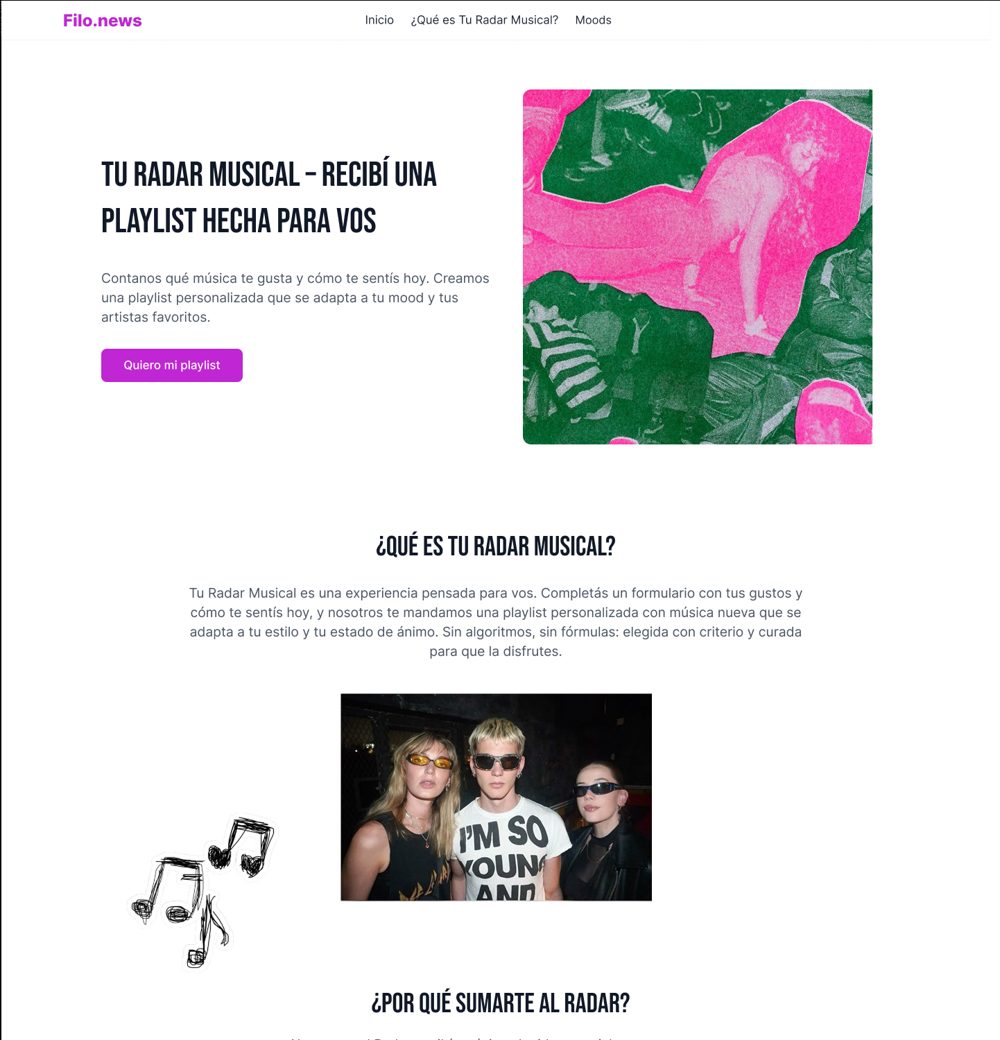 Filo.news
Inicio
¿Qué es Tu Radar Musical?
Moods
TU RADAR MUSICAL – RECIBÍ UNA
PLAYLIST HECHA PARA VOS
Contanos qué música te gusta y cómo te sentís hoy. Creamos
una playlist personalizada que se adapta a tu mood y tus
artistas favoritos.
Quiero mi playlist
¿QUÉ ES TU RADAR MUSICAL?
Tu Radar Musical es una experiencia pensada para vos. Completás un formulario con tus gustos y
cómo te sentís hoy, y nosotros te mandamos una playlist personalizada con música nueva que se
adapta a tu estilo y tu estado de ánimo. Sin algoritmos, sin fórmulas: elegida con criterio y curada
para que la disfrutes.
I'M SO
YOUNG
AND
¿POR QUÉ SUMARTE AL RADAR?